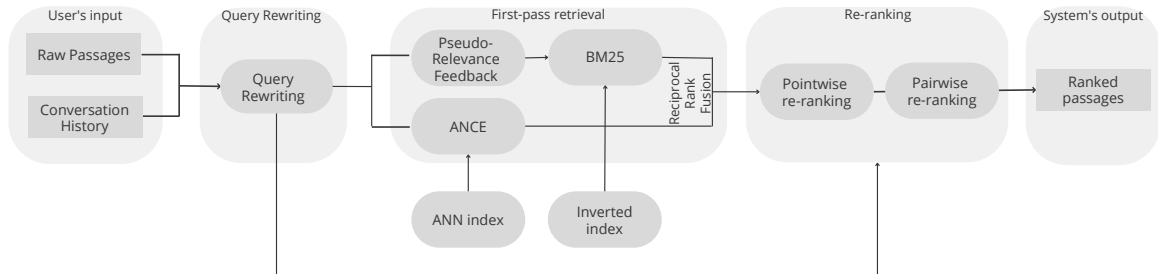 User's input
Query Rewriting
First-pass retrieval
Re-ranking
System's output
Raw Passages
Conversation
History
Query
Rewriting
Pseudo-
Relevance
Feedback
BM25
ANCE
Reciprocal
Rank
Fusion
Pointwise
re-ranking
Pairwise
re-ranking
Ranked
passages
ANN index
Inverted
index